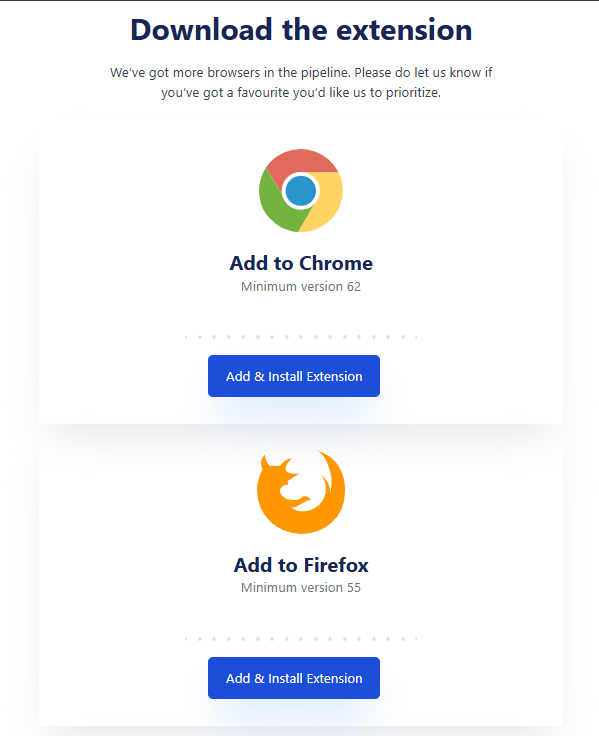 Download the extension
We’ve got more browsers in the pipeline. Please do let us know if
you’ve got a favourite you’d like us to prioritize.
Add to Chrome
Minimum version 62
Add & Install Extension
Add to Firefox
Minimum version 55
Add & Install Extension